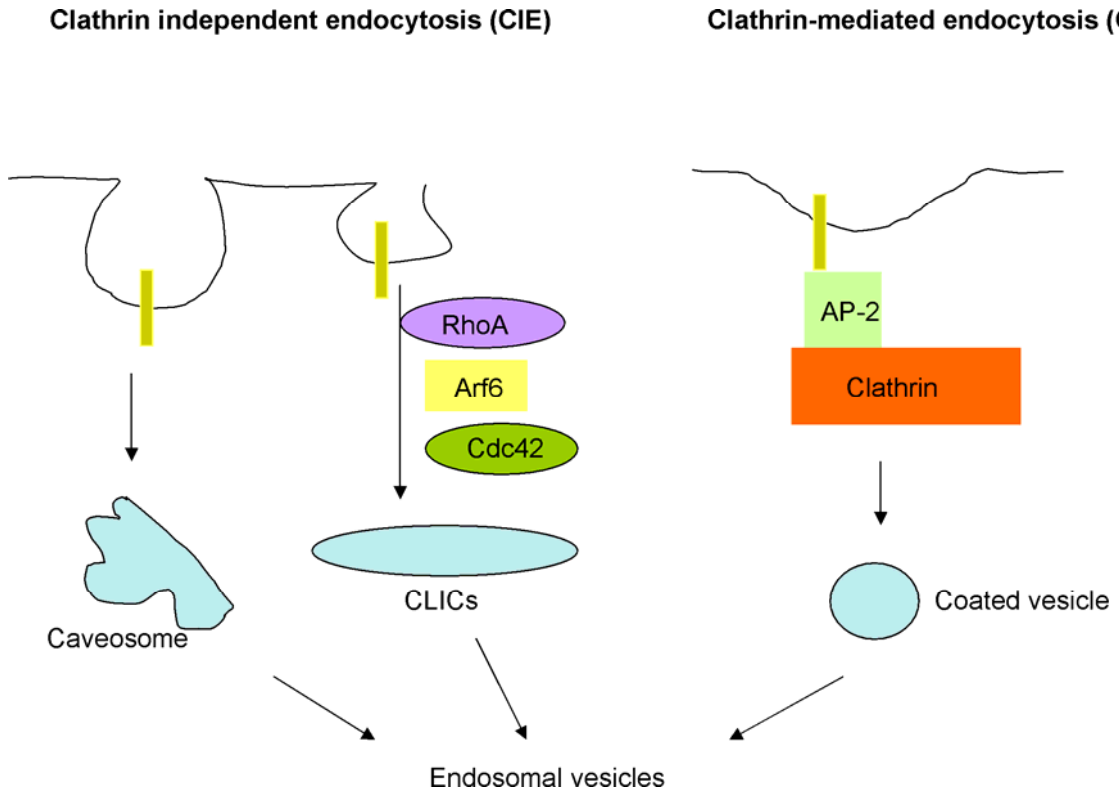 Clathrin independent endocytosis (CIE)
Clathrin-mediated endocytosis (
RhoA
Arf6
Cdc42
AP-2
Clathrin
CLICs
Caveosome
Coated vesicle
Endosomal vesicles